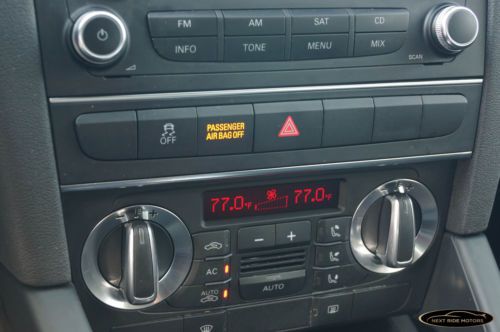 FM AM SAT CD
INFO TONE MENU MIX
SCAN
OFF
PASSENGER
AIR BAG OFF
77.0°F 77.0°F
AC
AUTO
AUTO
NEXT RIDE MOTORS